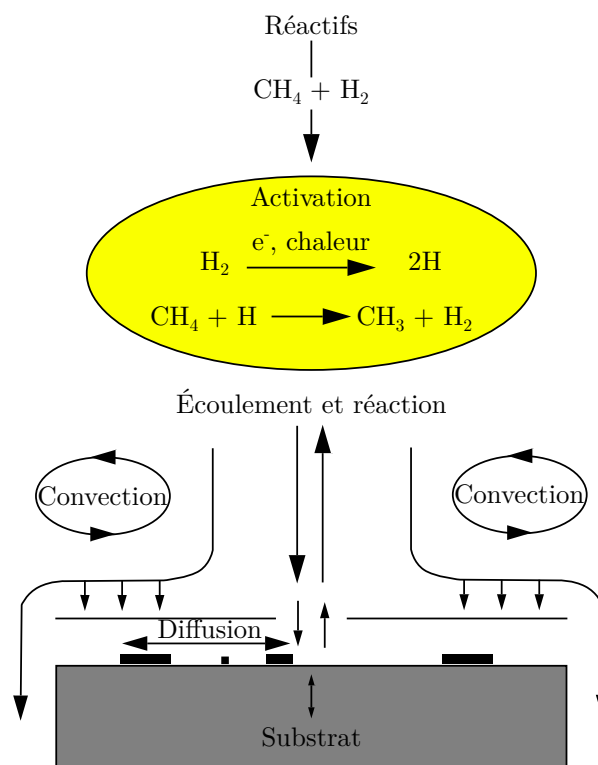 Réactifs
CH₄ + H₂
Activation
e⁻, chaleur
H₂ 2H
CH₄ + H CH₃ + H₂
Écoulement et réaction
Convection Convection
Diffusion
Substrat